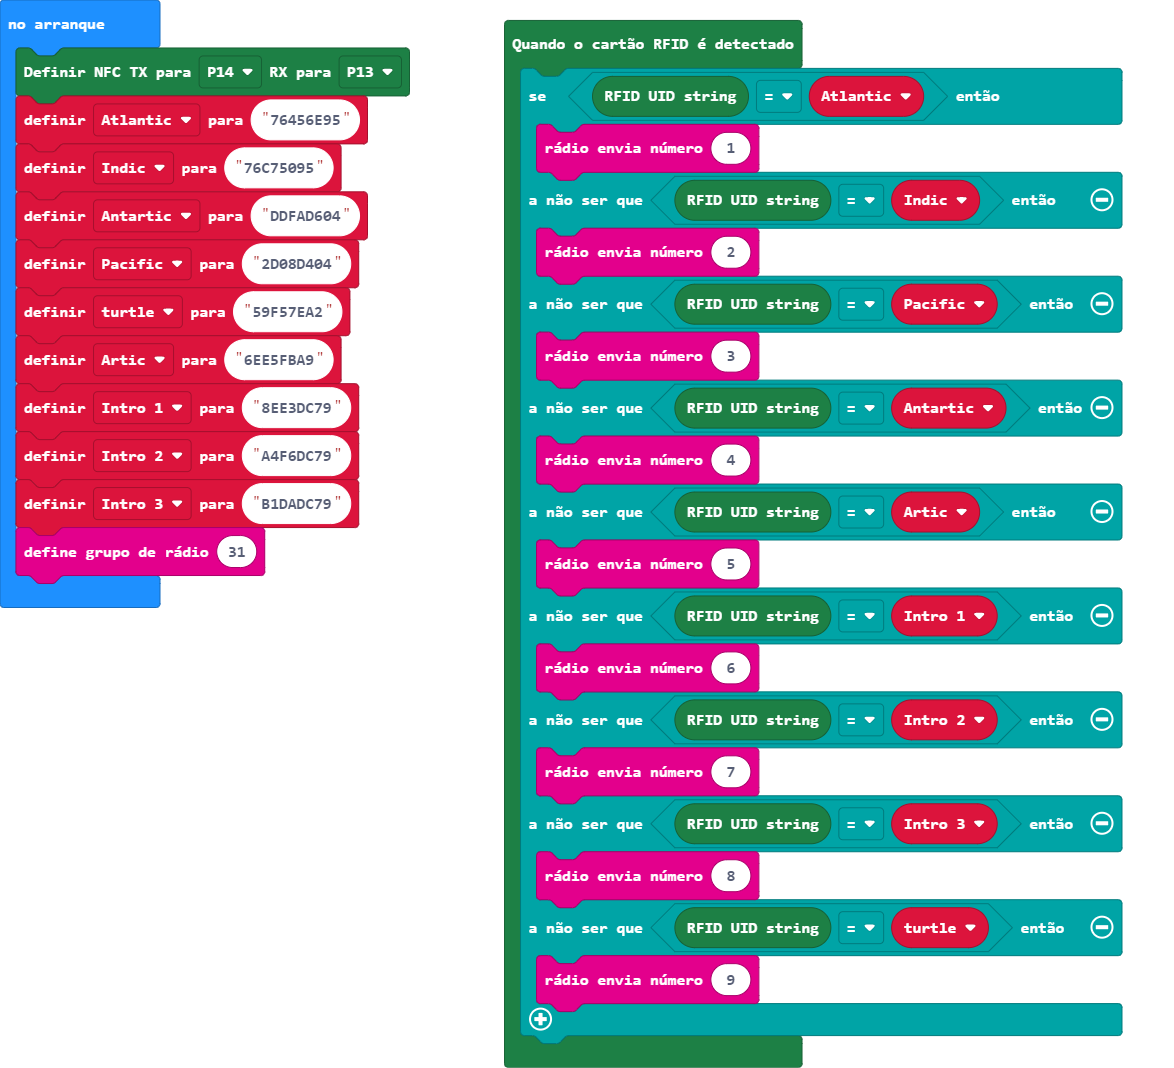 no arranque
Definir NFC TX para P14 RX para P13
definir Atlantic para "76456E95"
definir Indic para "76C75095"
definir Antartic para "DDFAD604"
definir Pacific para "2D08D404"
definir turtle para "59F57EA2"
definir Artic para "6EE5FBA9"
definir Intro 1 para "8EE3DC79"
definir Intro 2 para "A4F6DC79"
definir Intro 3 para "B1DADC79"
define grupo de rádio 31
Quando o cartão RFID é detectado
se RFID UID string = Atlantic então
rádio envia número 1
a não ser que RFID UID string = Indic então
rádio envia número 2
a não ser que RFID UID string = Pacific então
rádio envia número 3
a não ser que RFID UID string = Antartic então
rádio envia número 4
a não ser que RFID UID string = Artic então
rádio envia número 5
a não ser que RFID UID string = Intro 1 então
rádio envia número 6
a não ser que RFID UID string = Intro 2 então
rádio envia número 7
a não ser que RFID UID string = Intro 3 então
rádio envia número 8
a não ser que RFID UID string = turtle então
rádio envia número 9